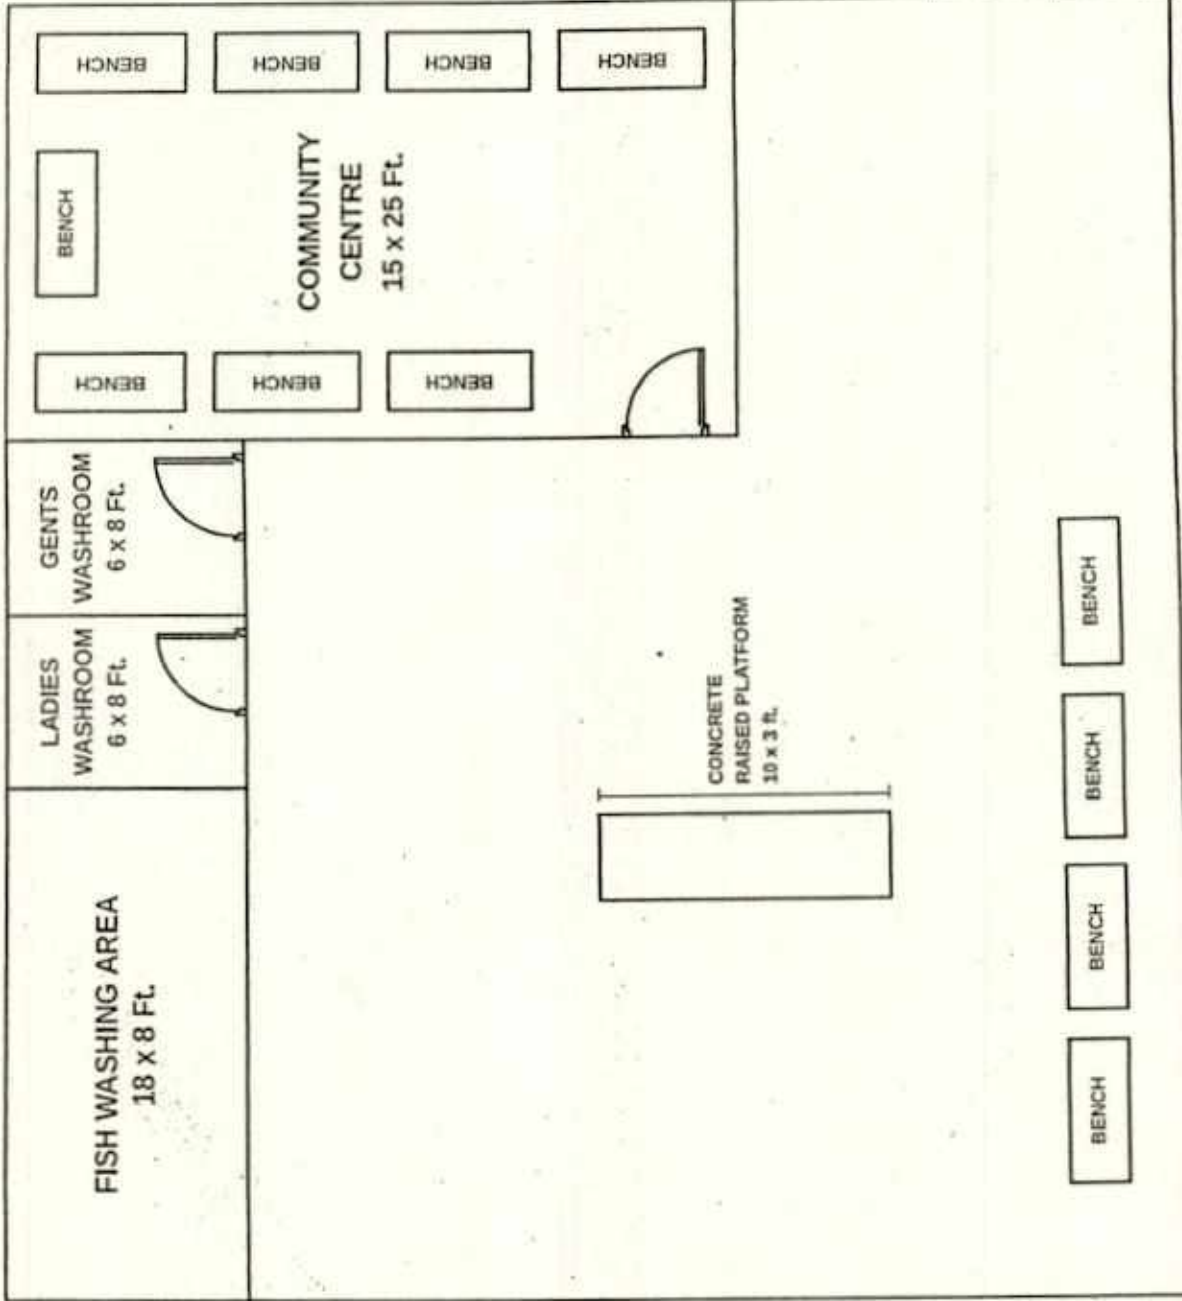 FISH WASHING AREA
18 x 8 Ft.
LADIES
WASHROOM
6 x 8 Ft.
GENTS
WASHROOM
6 x 8 Ft.
BENCH
BENCH
BENCH
BENCH
BENCH
BENCH
BENCH
BENCH
COMMUNITY
CENTRE
15 x 25 Ft.
CONCRETE
RAISED PLATFORM
10 x 3 ft.
BENCH
BENCH
BENCH
BENCH